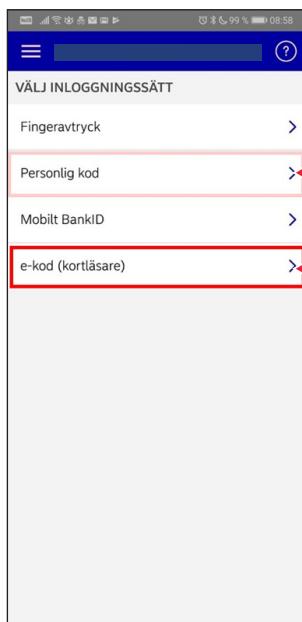 99 % 08:58
?
VÄLJ INLOGGNINGSSÄTT
Fingeravtryck
Personlig kod
Mobilt BankID
e-kod (kortläsare)